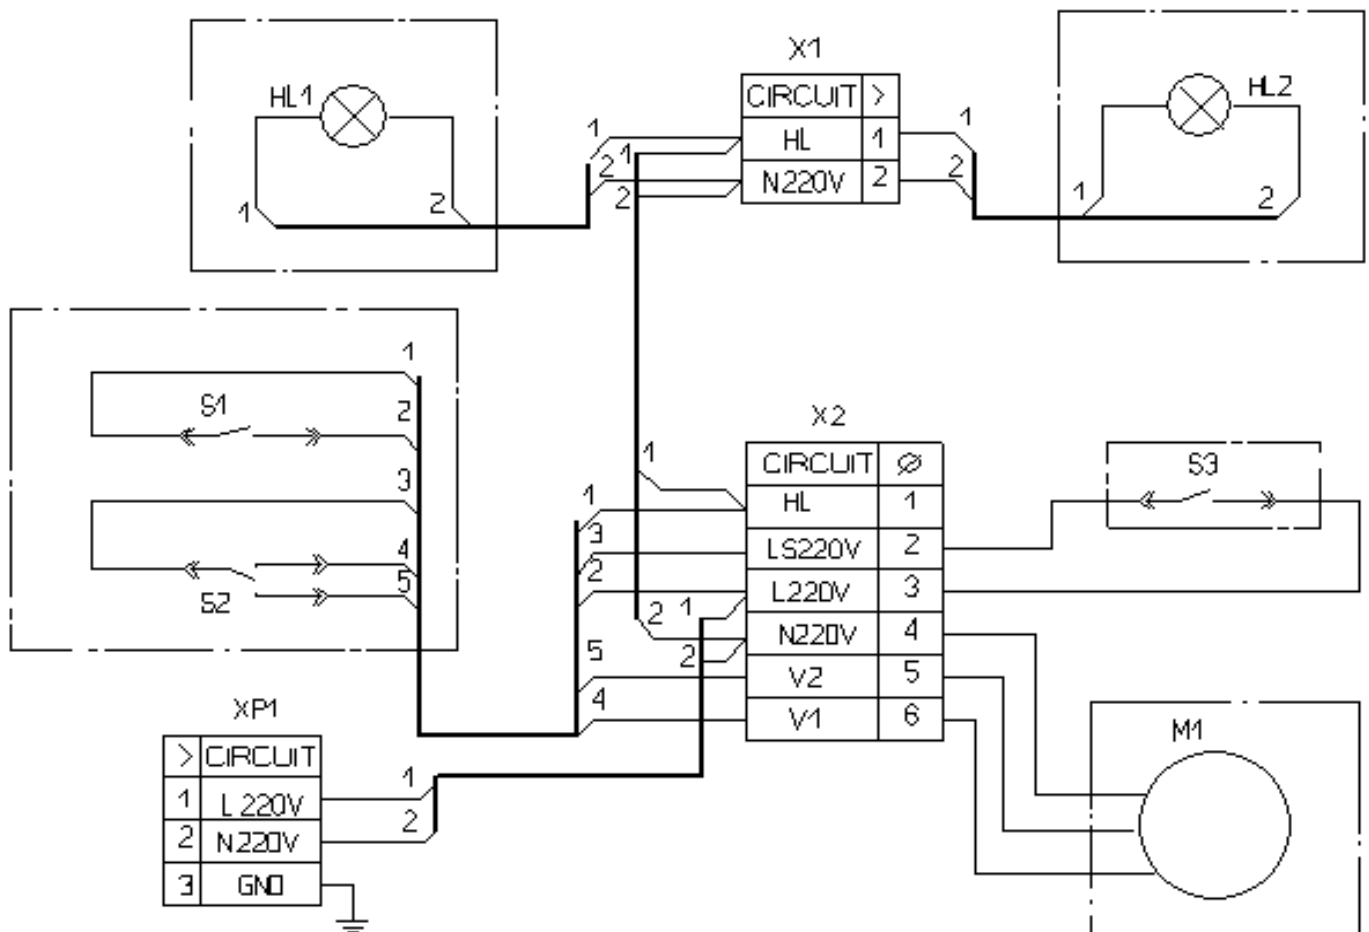 X1
HL1
HL2
CIRCUIT >
HL 1
N220V 2
1
2
1
2
1
2
1
2
1
2
S1
S2
1
2
3
4
5
X2
CIRCUIT ⌀
HL 1
LS220V 2
L220V 3
N220V 4
V2 5
V1 6
1
1
3
2
2
1
2
5
4
S3
M1
XP1
> CIRCUIT
1 L220V
2 N220V
3 GND
1
2